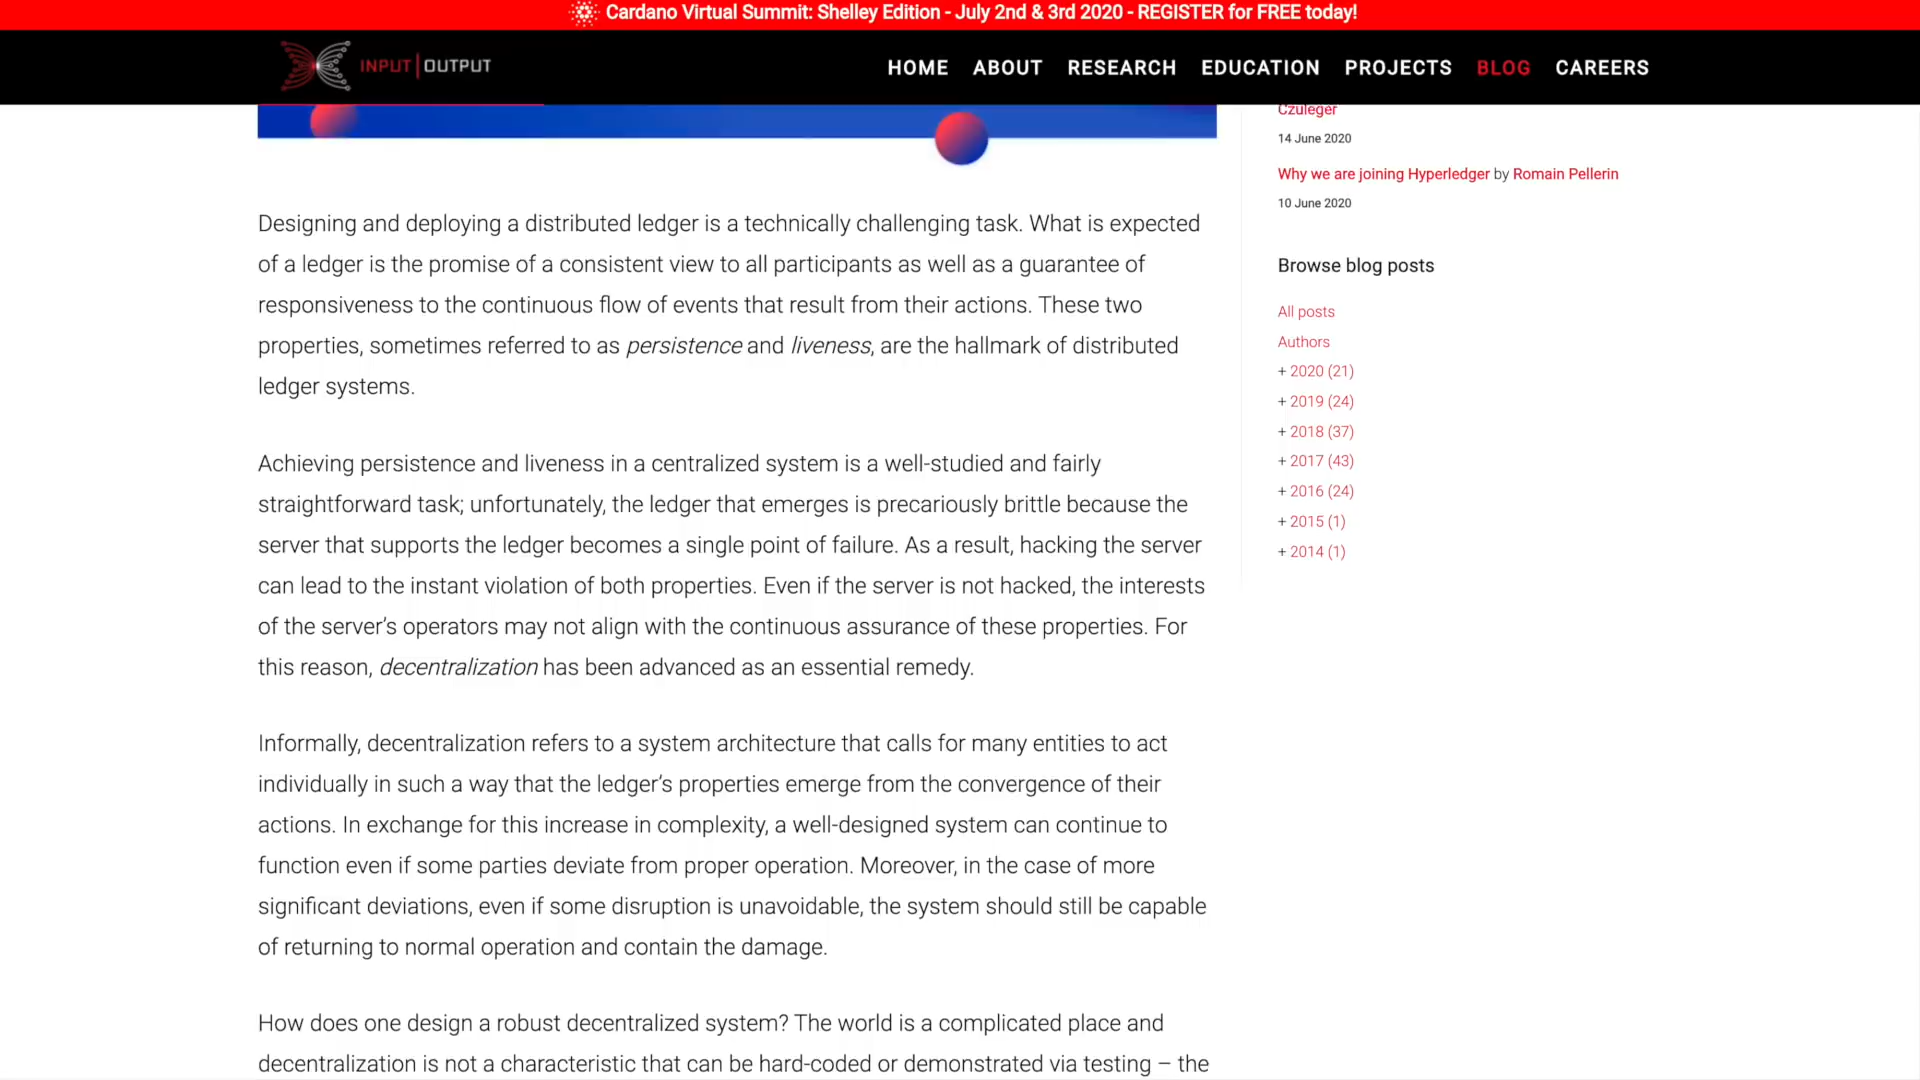 Cardano Virtual Summit: Shelley Edition - July 2nd & 3rd 2020 - REGISTER for FREE today!
INPUT | OUTPUT
HOME ABOUT RESEARCH EDUCATION PROJECTS BLOG CAREERS
Designing and deploying a distributed ledger is a technically challenging task. What is expected
of a ledger is the promise of a consistent view to all participants as well as a guarantee of
responsiveness to the continuous flow of events that result from their actions. These two
properties, sometimes referred to as persistence and liveness, are the hallmark of distributed
ledger systems.
Achieving persistence and liveness in a centralized system is a well-studied and fairly
straightforward task; unfortunately, the ledger that emerges is precariously brittle because the
server that supports the ledger becomes a single point of failure. As a result, hacking the server
can lead to the instant violation of both properties. Even if the server is not hacked, the interests
of the server’s operators may not align with the continuous assurance of these properties. For
this reason, decentralization has been advanced as an essential remedy.
Informally, decentralization refers to a system architecture that calls for many entities to act
individually in such a way that the ledger’s properties emerge from the convergence of their
actions. In exchange for this increase in complexity, a well-designed system can continue to
function even if some parties deviate from proper operation. Moreover, in the case of more
significant deviations, even if some disruption is unavoidable, the system should still be capable
of returning to normal operation and contain the damage.
How does one design a robust decentralized system? The world is a complicated place and
decentralization is not a characteristic that can be hard-coded or demonstrated via testing – the
Czuleger
14 June 2020
Why we are joining Hyperledger by Romain Pellerin
10 June 2020
Browse blog posts
All posts
Authors
+ 2020 (21)
+ 2019 (24)
+ 2018 (37)
+ 2017 (43)
+ 2016 (24)
+ 2015 (1)
+ 2014 (1)